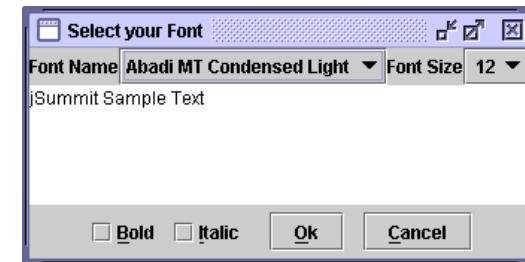 Select your Font
Font Name Abadi MT Condensed Light Font Size 12
jSummit Sample Text
Bold Italic Ok Cancel